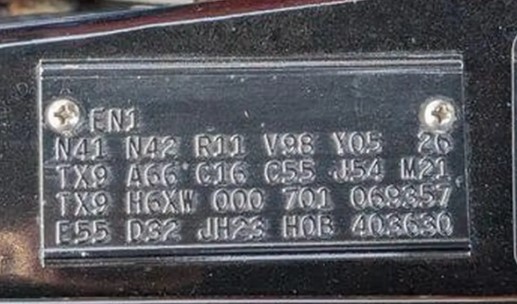 EN1
N41 N42 R11 V98 Y05 26
TX9 A66 C16 C55 J54 M21
TX9 H6XW 000 701 069357
E55 D32 JH23 H0B 403630